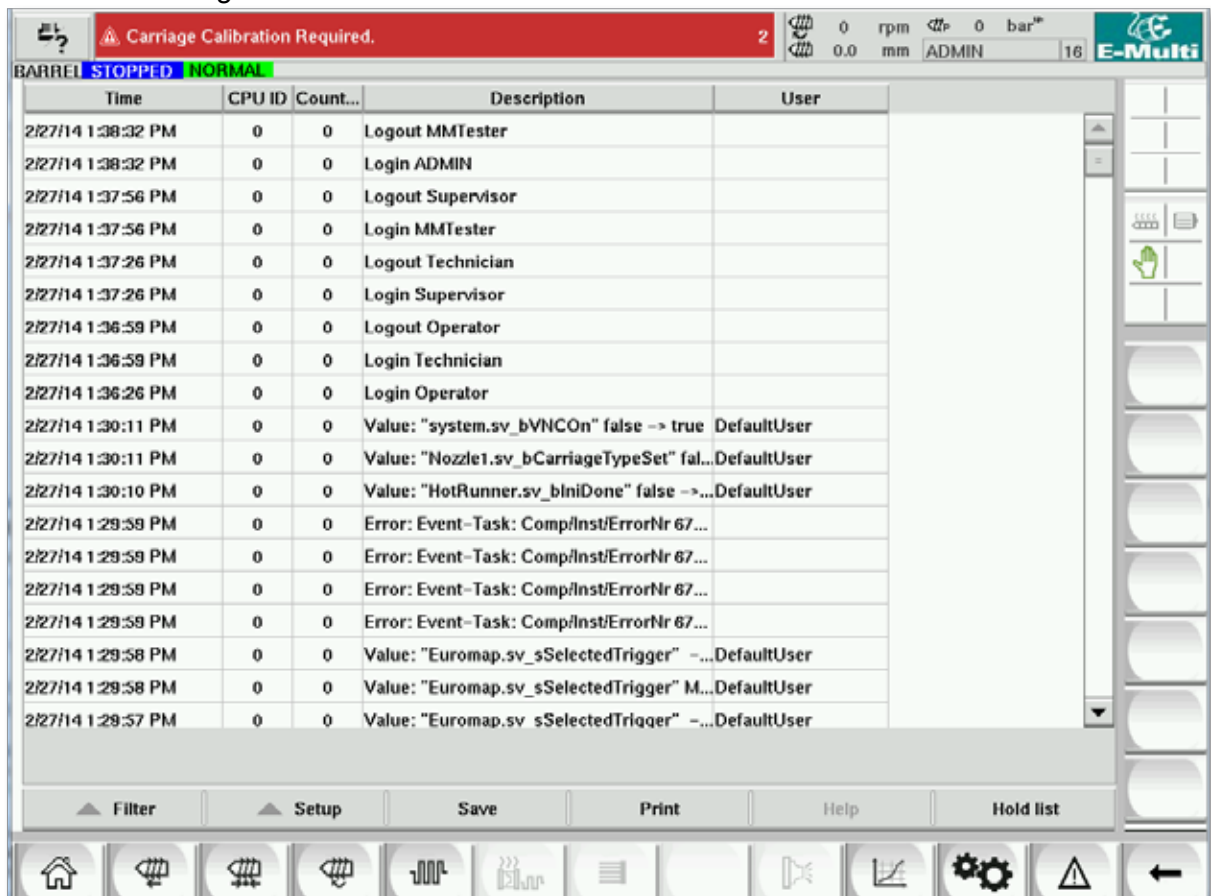 Carriage Calibration Required. 2
0 rpm P 0 bar
0.0 mm ADMIN 16
E-Multi
BARREL STOPPED NORMAL
Time CPU ID Count... Description User
2/27/14 1:38:32 PM 0 0 Logout MMTester
2/27/14 1:38:32 PM 0 0 Login ADMIN
2/27/14 1:37:56 PM 0 0 Logout Supervisor
2/27/14 1:37:56 PM 0 0 Login MMTester
2/27/14 1:37:26 PM 0 0 Logout Technician
2/27/14 1:37:26 PM 0 0 Login Supervisor
2/27/14 1:36:59 PM 0 0 Logout Operator
2/27/14 1:36:59 PM 0 0 Login Technician
2/27/14 1:36:26 PM 0 0 Login Operator
2/27/14 1:30:11 PM 0 0 Value: "system.sv_bVNCOn" false -> true DefaultUser
2/27/14 1:30:11 PM 0 0 Value: "Nozzle1.sv_bCarriageTypeSet" fal... DefaultUser
2/27/14 1:30:10 PM 0 0 Value: "HotRunner.sv_bIniDone" false ->... DefaultUser
2/27/14 1:29:59 PM 0 0 Error: Event-Task: Comp/Inst/ErrorNr 67...
2/27/14 1:29:59 PM 0 0 Error: Event-Task: Comp/Inst/ErrorNr 67...
2/27/14 1:29:59 PM 0 0 Error: Event-Task: Comp/Inst/ErrorNr 67...
2/27/14 1:29:59 PM 0 0 Error: Event-Task: Comp/Inst/ErrorNr 67...
2/27/14 1:29:58 PM 0 0 Value: "Euromap.sv_sSelectedTrigger" -... DefaultUser
2/27/14 1:29:58 PM 0 0 Value: "Euromap.sv_sSelectedTrigger" M... DefaultUser
2/27/14 1:29:57 PM 0 0 Value: "Euromap.sv_sSelectedTrigger" -... DefaultUser
Filter Setup Save Print Help Hold list